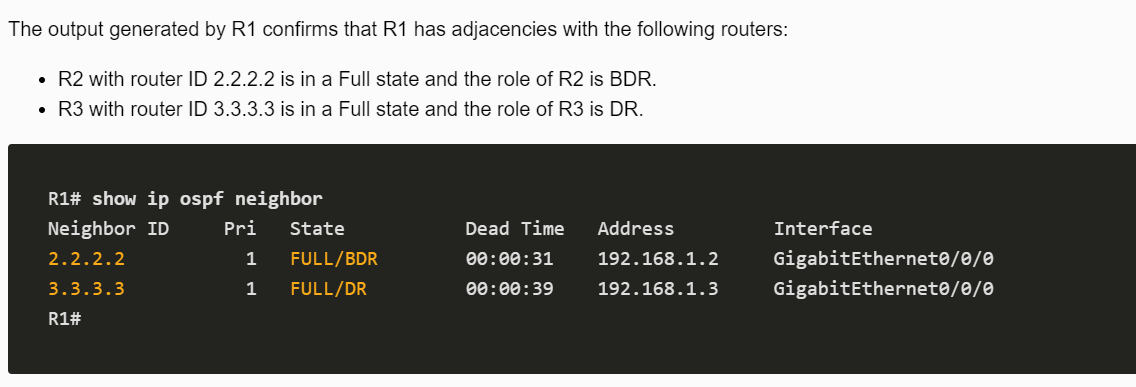 The output generated by R1 confirms that R1 has adjacencies with the following routers:
• R2 with router ID 2.2.2.2 is in a Full state and the role of R2 is BDR.
• R3 with router ID 3.3.3.3 is in a Full state and the role of R3 is DR.
R1# show ip ospf neighbor
Neighbor ID     Pri   State           Dead Time   Address         Interface
2.2.2.2           1   FULL/BDR        00:00:31    192.168.1.2     GigabitEthernet0/0/0
3.3.3.3           1   FULL/DR         00:00:39    192.168.1.3     GigabitEthernet0/0/0
R1#